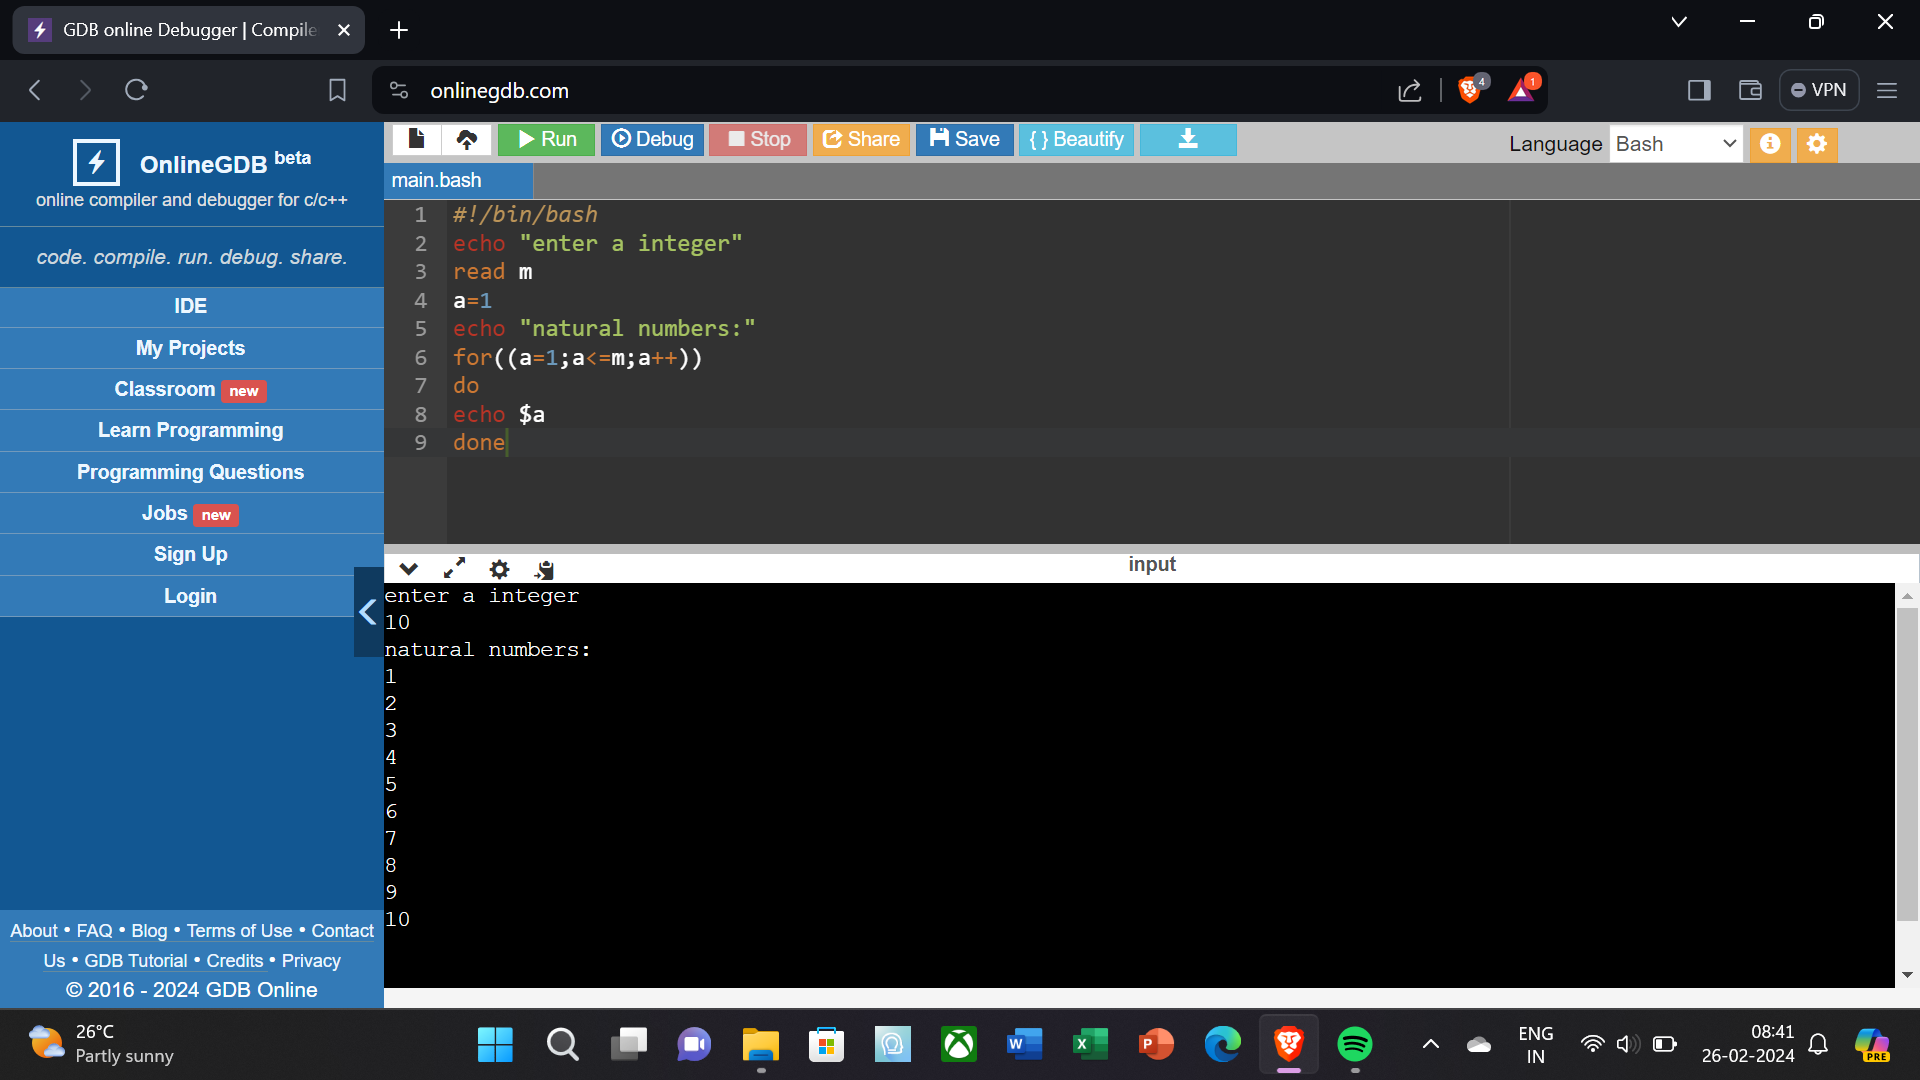 GDB online Debugger | Compile
onlinegdb.com
4
1
VPN
OnlineGDB beta
online compiler and debugger for c/c++
code. compile. run. debug. share.
IDE
My Projects
Classroom new
Learn Programming
Programming Questions
Jobs new
Sign Up
Login
About • FAQ • Blog • Terms of Use • Contact
Us • GDB Tutorial • Credits • Privacy
© 2016 - 2024 GDB Online
Run Debug Stop Share Save { } Beautify
Language Bash
main.bash
1 #!/bin/bash
2 echo "enter a integer"
3 read m
4 a=1
5 echo "natural numbers:"
6 for((a=1;a<=m;a++))
7 do
8 echo $a
9 done
input
enter a integer
10
natural numbers:
1
2
3
4
5
6
7
8
9
10
26°C
Partly sunny
W
X
P
ENG
IN
08:41
26-02-2024
PRE